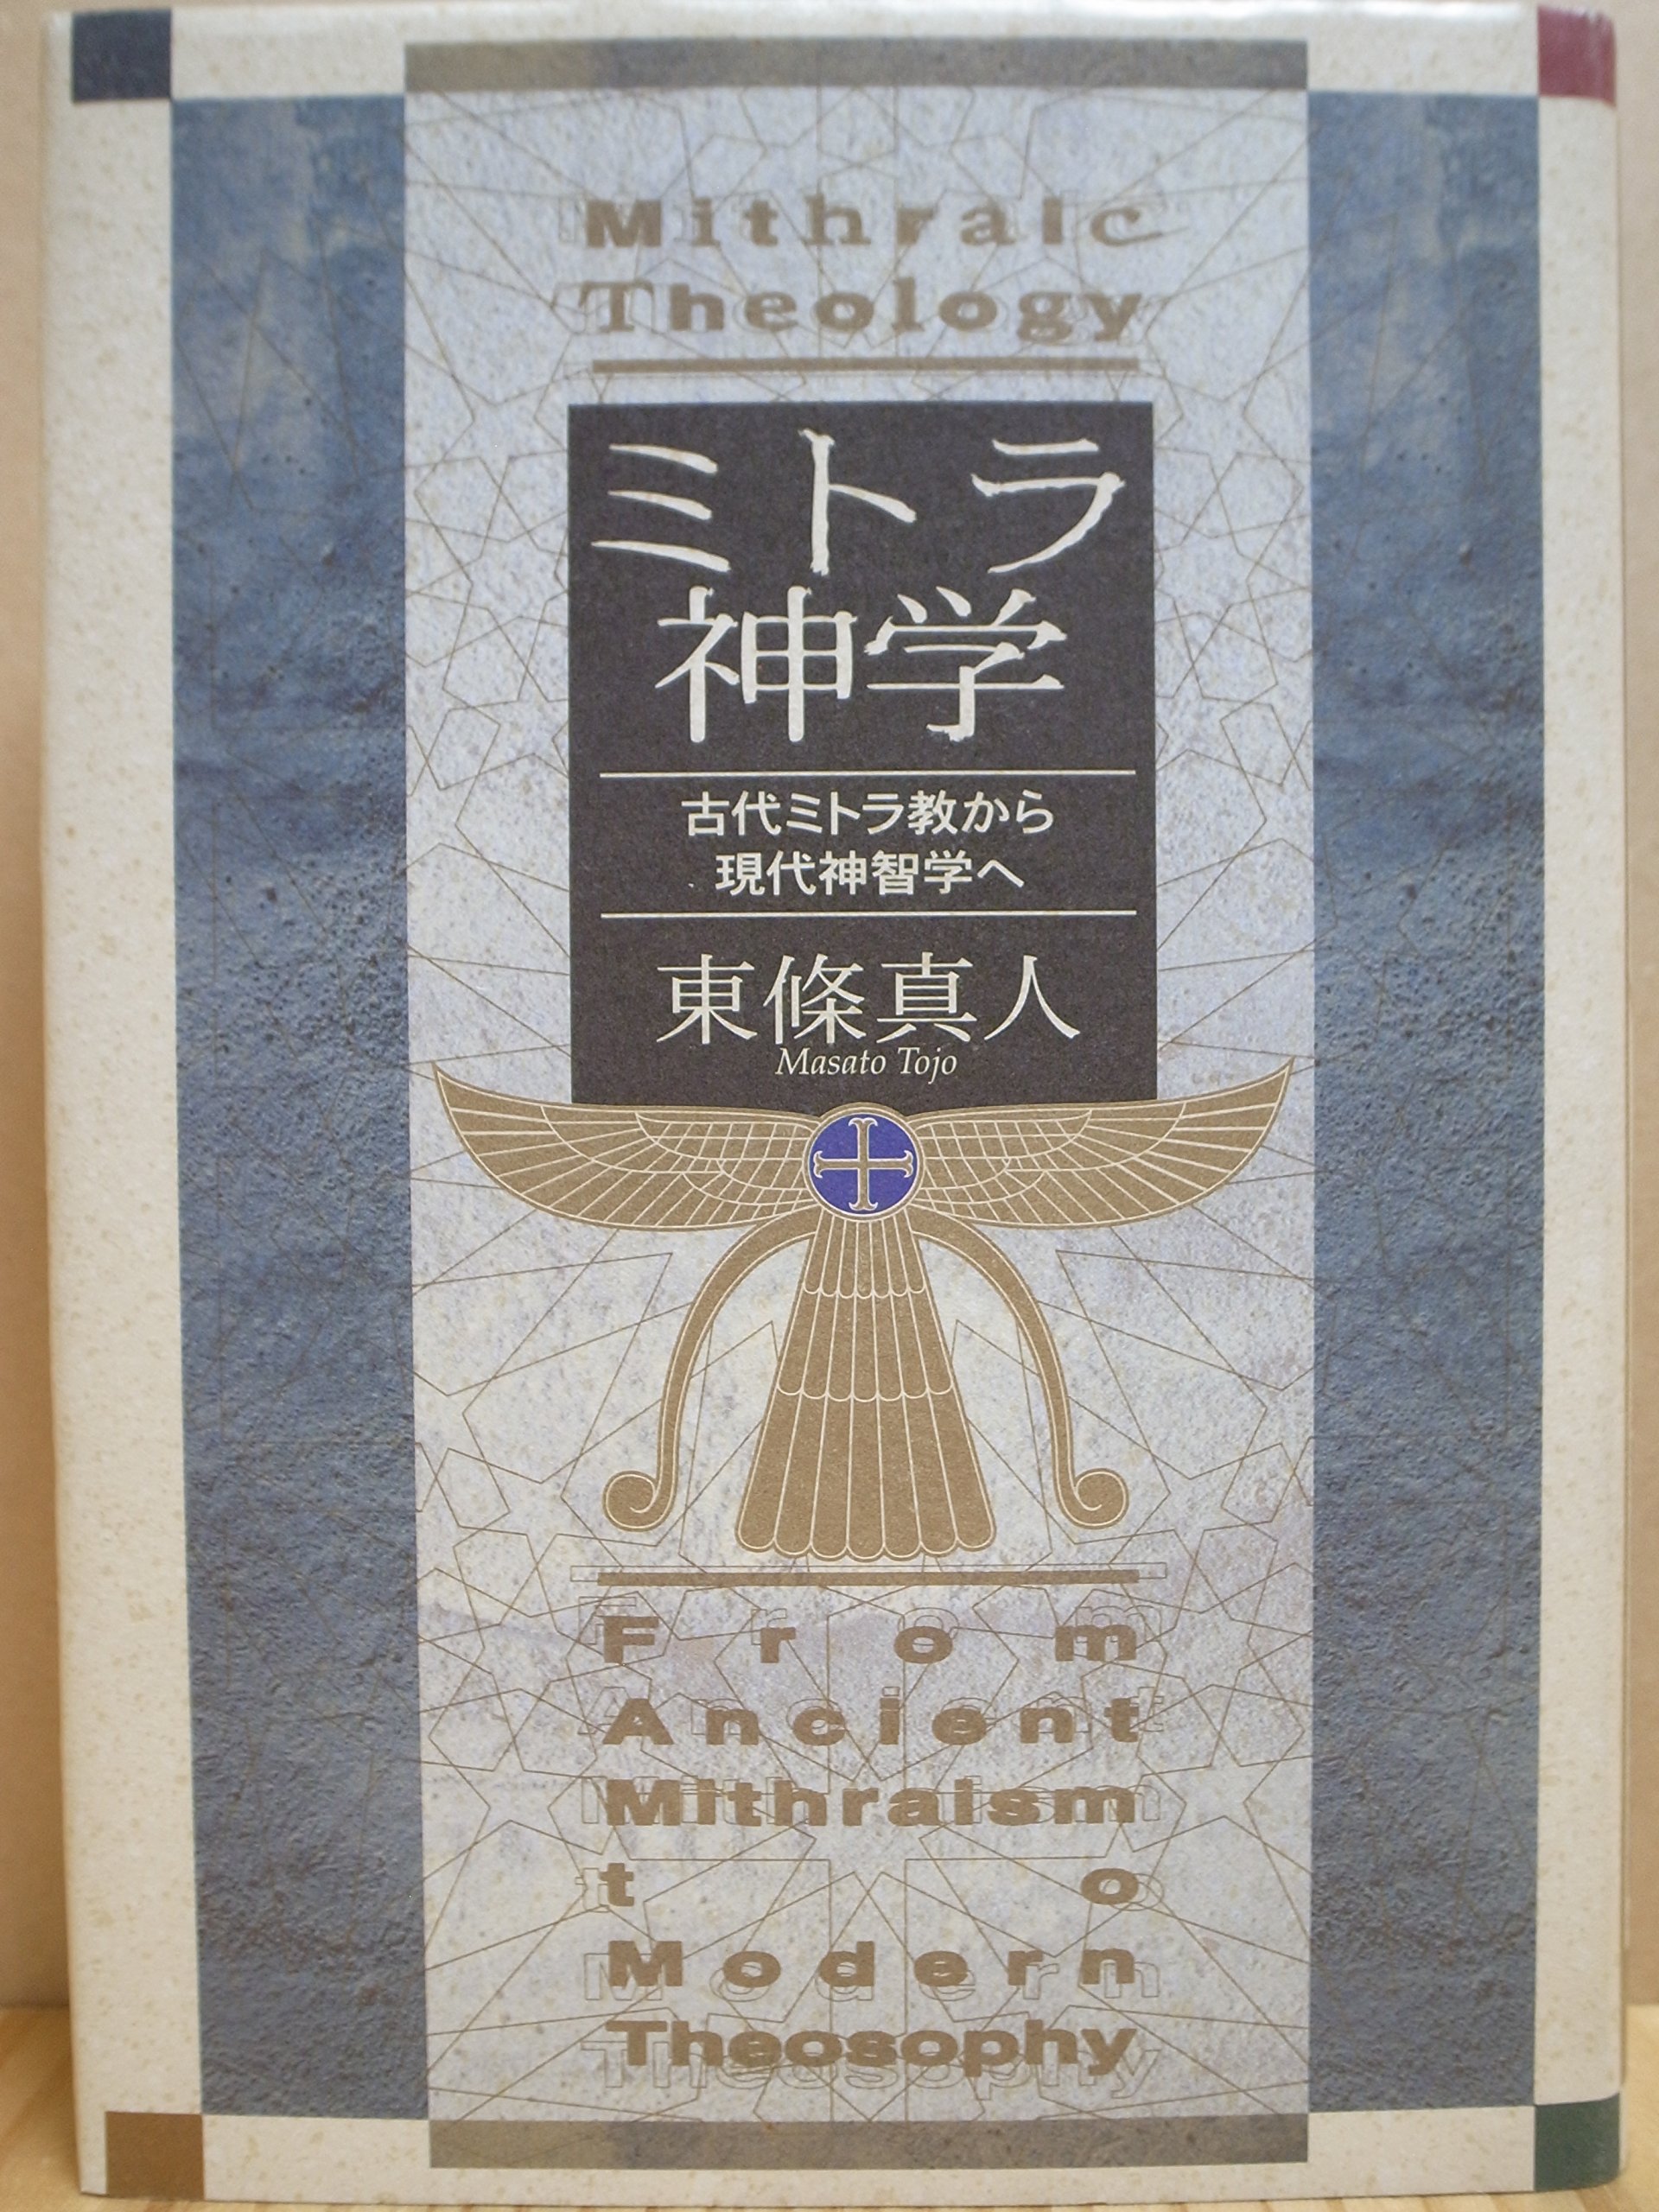 Mithraic
Theology
ミトラ
神学
古代ミトラ教から
現代神智学へ
東條真人
Masato Tojo
From
Ancient
Mithraism
to
Modern
Theosophy